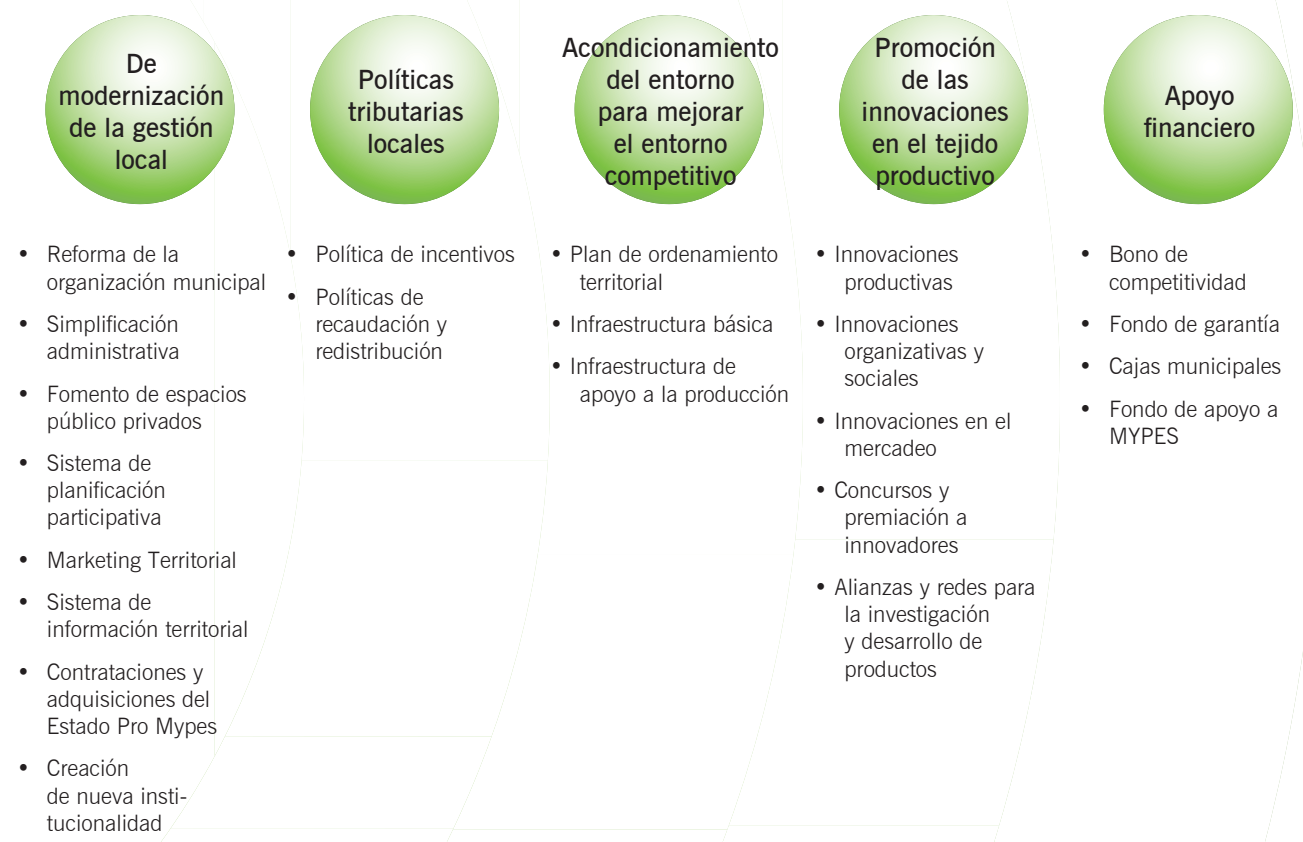 De
modernización
de la gestión
local
Reforma de la
organización municipal
Simplificación
administrativa
Fomento de espacios
público privados
Sistema de
planificación
participativa
Marketing Territorial
Sistema de
información territorial
Contrataciones y
adquisiciones del
Estado Pro Mypes
Creación
de nueva insti-
tucionalidad
Políticas
tributarias
locales
Política de incentivos
Políticas de
recaudación y
redistribución
Acondicionamiento
del entorno
para mejorar
el entorno
competitivo
Plan de ordenamiento
territorial
Infraestructura básica
Infraestructura de
apoyo a la producción
Promoción
de las
innovaciones
en el tejido
productivo
Innovaciones
productivas
Innovaciones
organizativas y
sociales
Innovaciones en el
mercadeo
Concursos y
premiación a
innovadores
Alianzas y redes para
la investigación
y desarrollo de
productos
Apoyo
financiero
Bono de
competitividad
Fondo de garantía
Cajas municipales
Fondo de apoyo a
MYPES